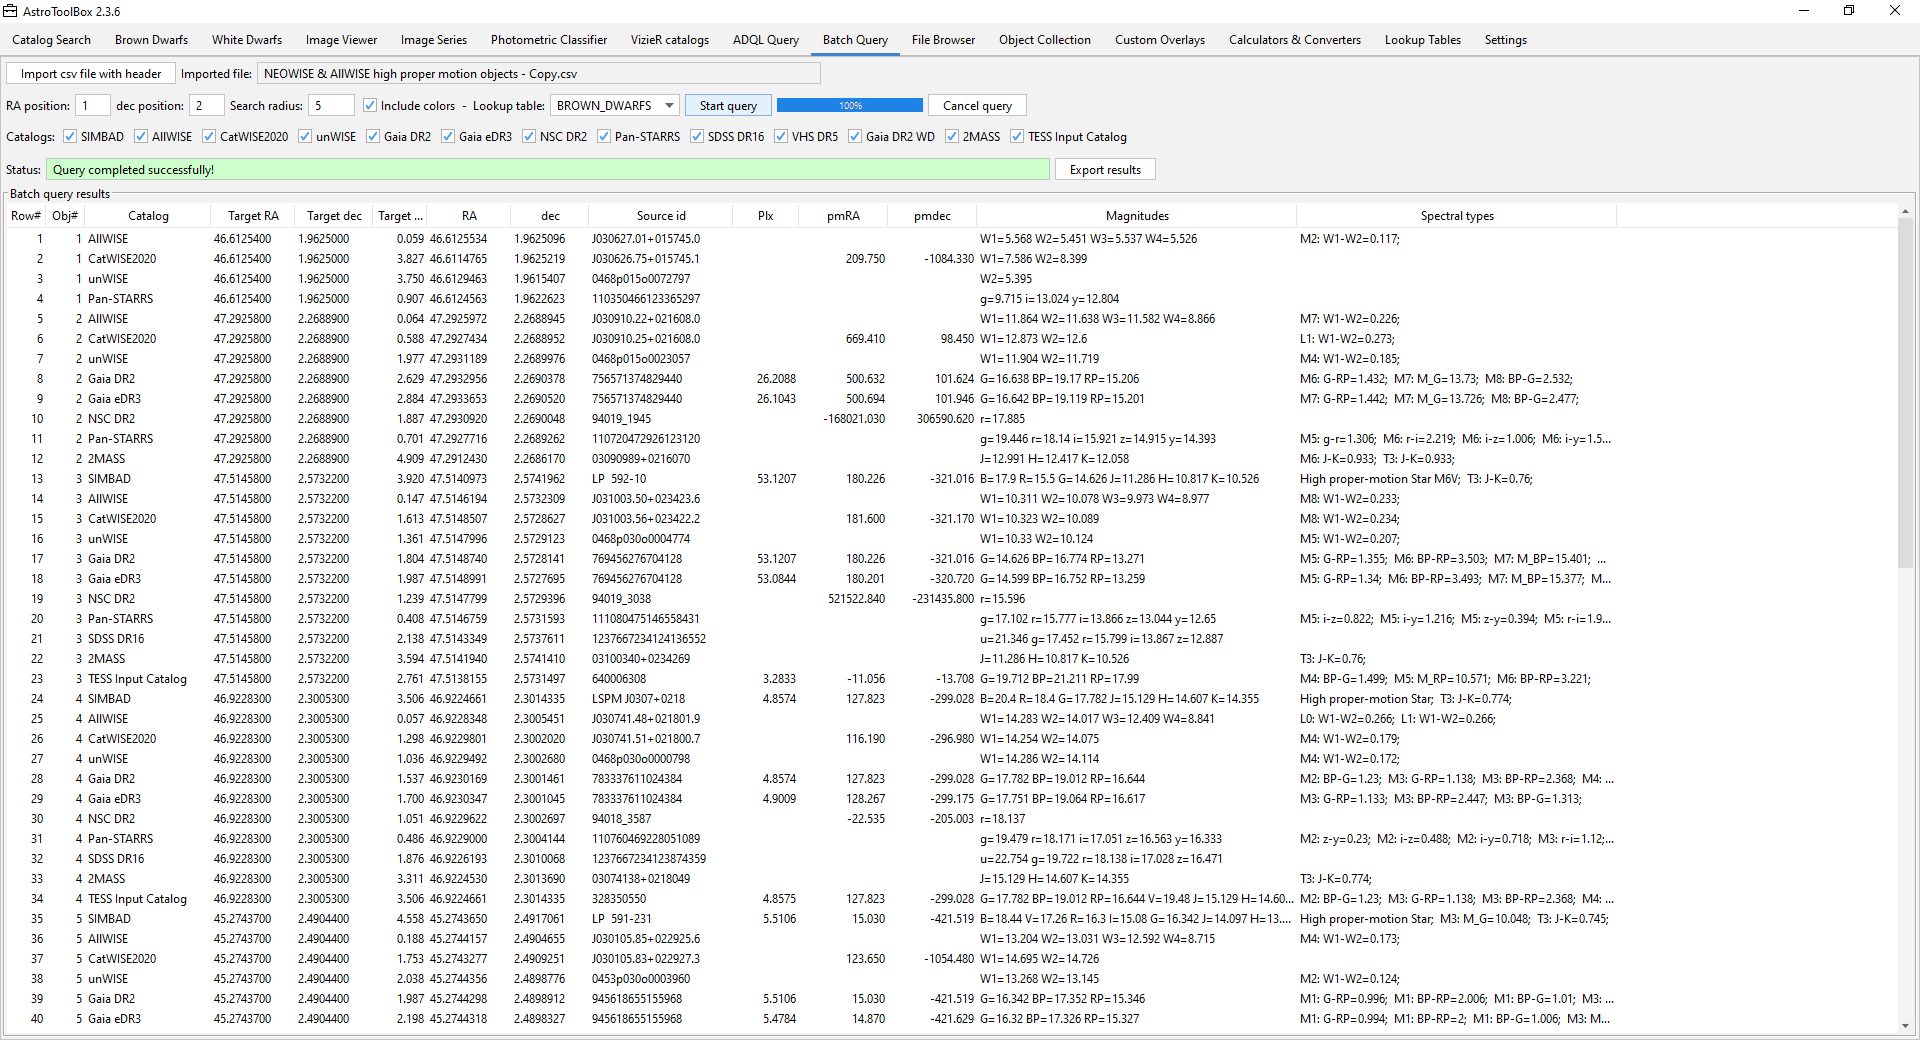 AstroToolBox 2.3.6
Catalog Search Brown Dwarfs White Dwarfs Image Viewer Image Series Photometric Classifier VizieR catalogs ADQL Query Batch Query File Browser Object Collection Custom Overlays Calculators & Converters Lookup Tables Settings
Import csv file with header Imported file: NEOWISE & AllWISE high proper motion objects - Copy.csv
RA position: 1 dec position: 2 Search radius: 5 Include colors - Lookup table: BROWN_DWARFS Start query 100% Cancel query
Catalogs: SIMBAD AllWISE CatWISE2020 unWISE Gaia DR2 Gaia eDR3 NSC DR2 Pan-STARRS SDSS DR16 VHS DR5 Gaia DR2 WD 2MASS TESS Input Catalog
Status: Query completed successfully! Export results
Batch query results
Row# Obj# Catalog Target RA Target dec Target ... RA dec Source id Plx pmRA pmdec Magnitudes Spectral types
1 1 AllWISE 46.6125400 1.9625000 0.059 46.6125534 1.9625096 J030627.01+015745.0 W1=5.568 W2=5.451 W3=5.537 W4=5.526 M2: W1-W2=0.117;
2 1 CatWISE2020 46.6125400 1.9625000 3.827 46.6114765 1.9625219 J030626.75+015745.1 209.750 -1084.330 W1=7.586 W2=8.399
3 1 unWISE 46.6125400 1.9625000 3.750 46.6129463 1.9615407 0468p015o0072797 W2=5.395
4 1 Pan-STARRS 46.6125400 1.9625000 0.907 46.6124563 1.9622623 110350466123365297 g=9.715 i=13.024 y=12.804
5 2 AllWISE 47.2925800 2.2688900 0.064 47.2925972 2.2688945 J030910.22+021608.0 W1=11.864 W2=11.638 W3=11.582 W4=8.866 M7: W1-W2=0.226;
6 2 CatWISE2020 47.2925800 2.2688900 0.588 47.2927434 2.2688952 J030910.25+021608.0 669.410 98.450 W1=12.873 W2=12.6 L1: W1-W2=0.273;
7 2 unWISE 47.2925800 2.2688900 1.977 47.2931189 2.2689976 0468p015o0023057 W1=11.904 W2=11.719 M4: W1-W2=0.185;
8 2 Gaia DR2 47.2925800 2.2688900 2.629 47.2932956 2.2690378 756571374829440 26.2088 500.632 101.624 G=16.638 BP=19.17 RP=15.206 M6: G-RP=1.432; M7: M_G=13.73; M8: BP-G=2.532;
9 2 Gaia eDR3 47.2925800 2.2688900 2.884 47.2933653 2.2690520 756571374829440 26.1043 500.694 101.946 G=16.642 BP=19.119 RP=15.201 M7: G-RP=1.442; M7: M_G=13.726; M8: BP-G=2.477;
10 2 NSC DR2 47.2925800 2.2688900 1.887 47.2930920 2.2690048 94019_1945 -168021.030 306590.620 r=17.885
11 2 Pan-STARRS 47.2925800 2.2688900 0.701 47.2927716 2.2689262 110720472926123120 g=19.446 r=18.14 i=15.921 z=14.915 y=14.393 M5: g-r=1.306; M6: r-i=2.219; M6: i-z=1.006; M6: i-y=1.5...
12 2 2MASS 47.2925800 2.2688900 4.909 47.2912430 2.2686170 03090989+0216070 J=12.991 H=12.417 K=12.058 M6: J-K=0.933; T3: J-K=0.933;
13 3 SIMBAD 47.5145800 2.5732200 3.920 47.5140973 2.5741962 LP 592-10 53.1207 180.226 -321.016 B=17.9 R=15.5 G=14.626 J=11.286 H=10.817 K=10.526 High proper-motion Star M6V; T3: J-K=0.76;
14 3 AllWISE 47.5145800 2.5732200 0.147 47.5146194 2.5732309 J031003.50+023423.6 W1=10.311 W2=10.078 W3=9.973 W4=8.977 M8: W1-W2=0.233;
15 3 CatWISE2020 47.5145800 2.5732200 1.613 47.5148507 2.5728627 J031003.56+023422.2 181.600 -321.170 W1=10.323 W2=10.089 M8: W1-W2=0.234;
16 3 unWISE 47.5145800 2.5732200 1.361 47.5147996 2.5729123 0468p030o0004774 W1=10.33 W2=10.124 M5: W1-W2=0.207;
17 3 Gaia DR2 47.5145800 2.5732200 1.804 47.5148740 2.5728141 769456276704128 53.1207 180.226 -321.016 G=14.626 BP=16.774 RP=13.271 M5: G-RP=1.355; M6: BP-RP=3.503; M7: M_BP=15.401; ...
18 3 Gaia eDR3 47.5145800 2.5732200 1.987 47.5148991 2.5727695 769456276704128 53.0844 180.201 -320.720 G=14.599 BP=16.752 RP=13.259 M5: G-RP=1.34; M6: BP-RP=3.493; M7: M_BP=15.377; M...
19 3 NSC DR2 47.5145800 2.5732200 1.239 47.5147799 2.5729396 94019_3038 521522.840 -231435.800 r=15.596
20 3 Pan-STARRS 47.5145800 2.5732200 0.408 47.5146759 2.5731593 111080475146558431 g=17.102 r=15.777 i=13.866 z=13.044 y=12.65 M5: i-z=0.822; M5: i-y=1.216; M5: z-y=0.394; M5: r-i=1.9...
21 3 SDSS DR16 47.5145800 2.5732200 2.138 47.5143349 2.5737611 1237667234124136552 u=21.346 g=17.452 r=15.799 i=13.867 z=12.887
22 3 2MASS 47.5145800 2.5732200 3.594 47.5141940 2.5741410 03100340+0234269 J=11.286 H=10.817 K=10.526 T3: J-K=0.76;
23 3 TESS Input Catalog 47.5145800 2.5732200 2.761 47.5138155 2.5731497 640006308 3.2833 -11.056 -13.708 G=19.712 BP=21.211 RP=17.99 M4: BP-G=1.499; M5: M_RP=10.571; M6: BP-RP=3.221;
24 4 SIMBAD 46.9228300 2.3005300 3.506 46.9224661 2.3014335 LSPM J0307+0218 4.8574 127.823 -299.028 B=20.4 R=18.4 G=17.782 J=15.129 H=14.607 K=14.355 High proper-motion Star; T3: J-K=0.774;
25 4 AllWISE 46.9228300 2.3005300 0.057 46.9228348 2.3005451 J030741.48+021801.9 W1=14.283 W2=14.017 W3=12.409 W4=8.841 L0: W1-W2=0.266; L1: W1-W2=0.266;
26 4 CatWISE2020 46.9228300 2.3005300 1.298 46.9229801 2.3002020 J030741.51+021800.7 116.190 -296.980 W1=14.254 W2=14.075 M4: W1-W2=0.179;
27 4 unWISE 46.9228300 2.3005300 1.036 46.9229492 2.3002680 0468p030o0000798 W1=14.286 W2=14.114 M4: W1-W2=0.172;
28 4 Gaia DR2 46.9228300 2.3005300 1.537 46.9230169 2.3001461 783337611024384 4.8574 127.823 -299.028 G=17.782 BP=19.012 RP=16.644 M2: BP-G=1.23; M3: G-RP=1.138; M3: BP-RP=2.368; M4: ...
29 4 Gaia eDR3 46.9228300 2.3005300 1.700 46.9230347 2.3001045 783337611024384 4.9009 128.267 -299.175 G=17.751 BP=19.064 RP=16.617 M3: G-RP=1.133; M3: BP-RP=2.447; M3: BP-G=1.313;
30 4 NSC DR2 46.9228300 2.3005300 1.051 46.9229622 2.3002697 94018_3587 -22.535 -205.003 r=18.137
31 4 Pan-STARRS 46.9228300 2.3005300 0.486 46.9229000 2.3004144 110760469228051089 g=19.479 r=18.171 i=17.051 z=16.563 y=16.333 M2: z-y=0.23; M2: i-z=0.488; M2: i-y=0.718; M3: r-i=1.12;...
32 4 SDSS DR16 46.9228300 2.3005300 1.876 46.9226193 2.3010068 1237667234123874359 u=22.754 g=19.722 r=18.138 i=17.028 z=16.471
33 4 2MASS 46.9228300 2.3005300 3.311 46.9224530 2.3013690 03074138+0218049 J=15.129 H=14.607 K=14.355 T3: J-K=0.774;
34 4 TESS Input Catalog 46.9228300 2.3005300 3.506 46.9224661 2.3014335 328350550 4.8575 127.823 -299.028 G=17.782 BP=19.012 RP=16.644 V=19.48 J=15.129 H=14.60... M2: BP-G=1.23; M3: G-RP=1.138; M3: BP-RP=2.368; M4: ...
35 5 SIMBAD 45.2743700 2.4904400 4.558 45.2743650 2.4917061 LP 591-231 5.5106 15.030 -421.519 B=18.44 V=17.26 R=16.3 I=15.08 G=16.342 J=14.097 H=13.... High proper-motion Star; M3: M_G=10.048; T3: J-K=0.745;
36 5 AllWISE 45.2743700 2.4904400 0.188 45.2744157 2.4904655 J030105.85+022925.6 W1=13.204 W2=13.031 W3=12.592 W4=8.715 M4: W1-W2=0.173;
37 5 CatWISE2020 45.2743700 2.4904400 1.753 45.2744277 2.4909251 J030105.83+022927.3 123.650 -1054.480 W1=14.695 W2=14.726
38 5 unWISE 45.2743700 2.4904400 2.038 45.2744356 2.4898776 0453p030o0003960 W1=13.268 W2=13.145 M2: W1-W2=0.124;
39 5 Gaia DR2 45.2743700 2.4904400 1.987 45.2744298 2.4898912 945618655155968 5.5106 15.030 -421.519 G=16.342 BP=17.352 RP=15.346 M1: G-RP=0.996; M1: BP-RP=2.006; M1: BP-G=1.01; M3: ...
40 5 Gaia eDR3 45.2743700 2.4904400 2.198 45.2744318 2.4898327 945618655155968 5.4784 14.870 -421.629 G=16.32 BP=17.326 RP=15.327 M1: G-RP=0.994; M1: BP-RP=2; M1: BP-G=1.006; M3: M...